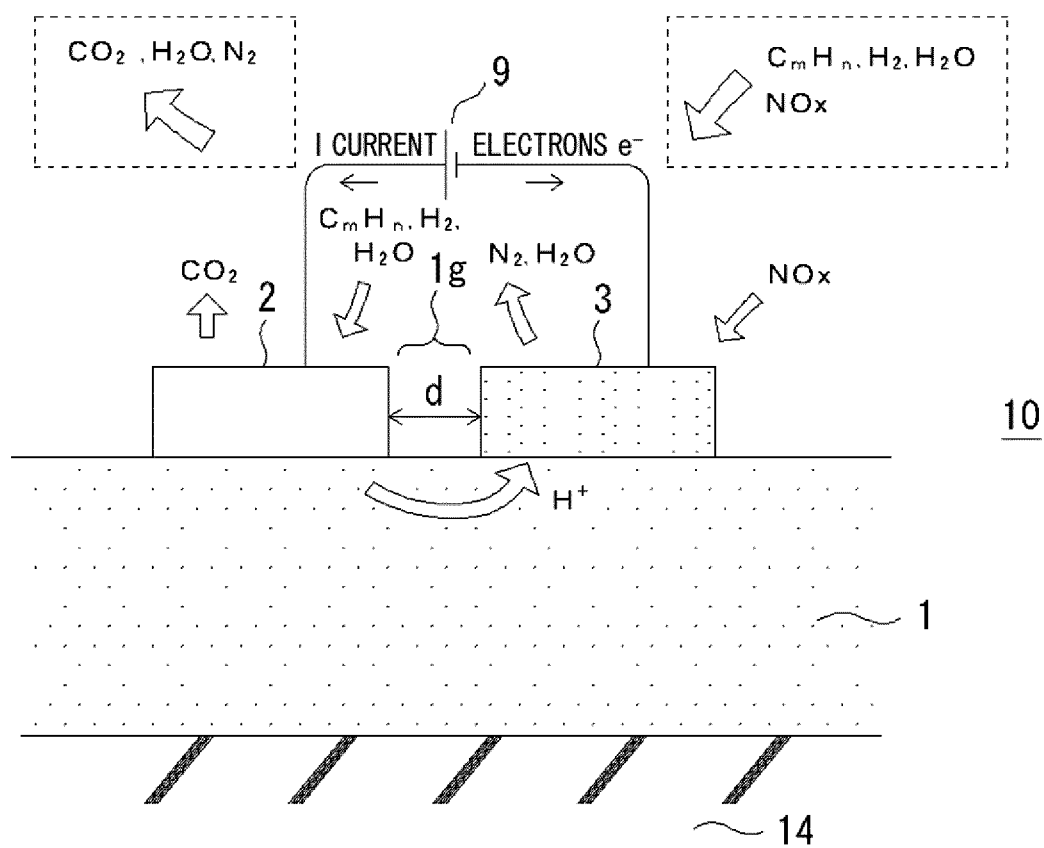 CO₂ ,H₂O,N₂
CₘHₙ,H₂,H₂O
NOx
9
I CURRENT
ELECTRONS e⁻
CₘHₙ,H₂,
H₂O
1g
N₂,H₂O
CO₂
2
3
NOx
d
10
H⁺
1
14